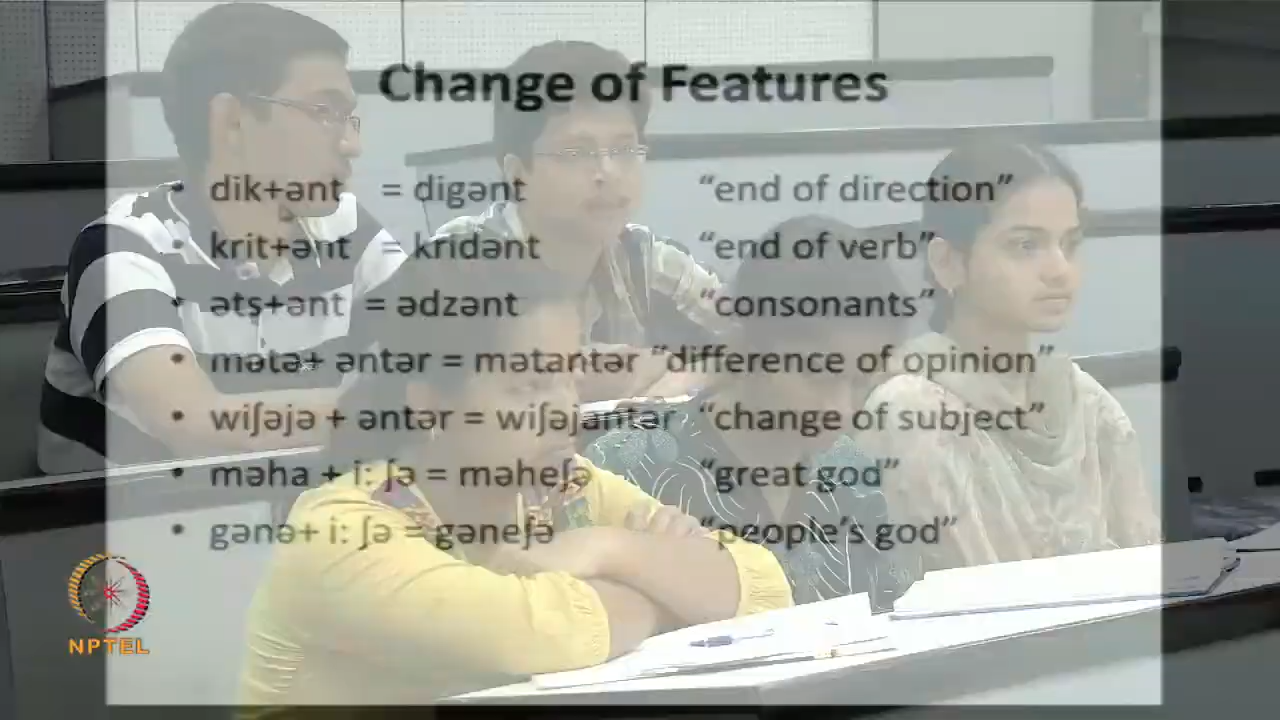 Change of Features
• dik+ənt = digənt "end of direction"
• krit+ənt = kridənt "end of verb"
• əts+ənt = ədzənt "consonants"
• mətə+ əntər = mətantər "difference of opinion"
• wiʃəjə + əntər = wiʃəjantər "change of subject"
• məha + i: ʃə = məheʃə "great god"
• gənə+ i: ʃə = gəneʃə "people's god"
NPTEL